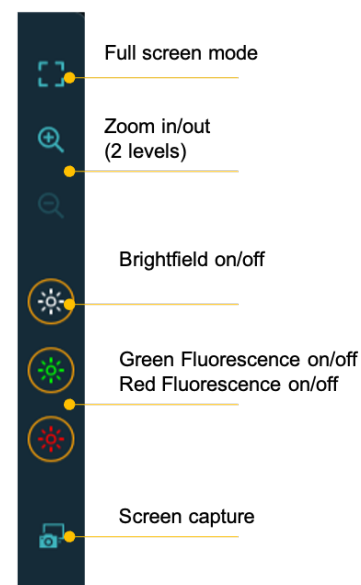 Full screen mode
Zoom in/out
(2 levels)
Brightfield on/off
Green Fluorescence on/off
Red Fluorescence on/off
Screen capture